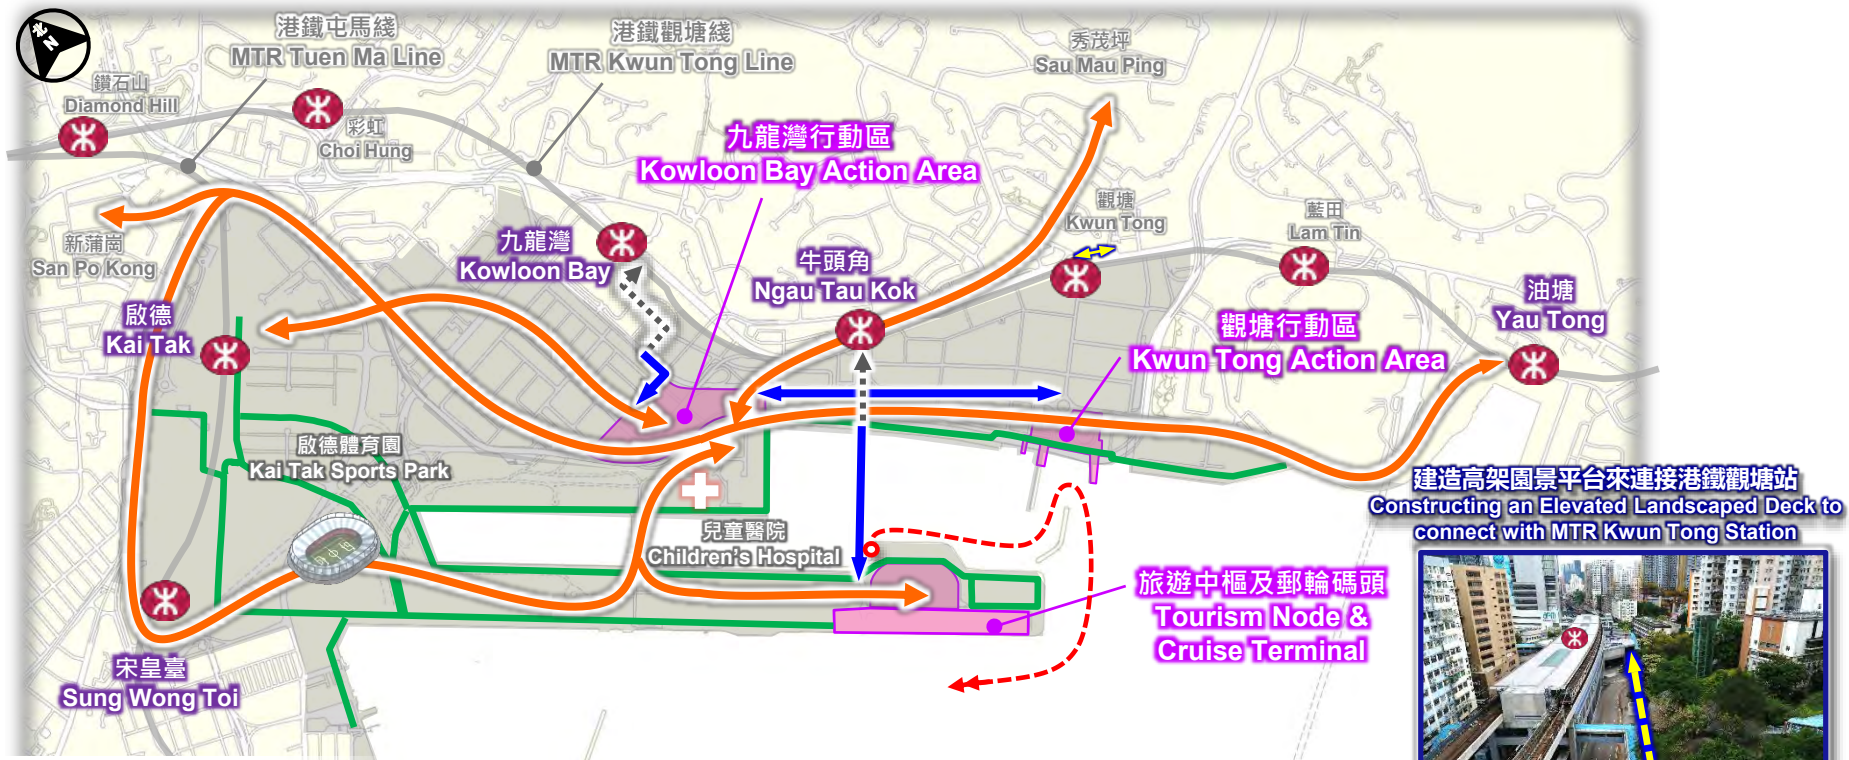 北
N
港鐵屯馬綫
MTR Tuen Ma Line
港鐵觀塘綫
MTR Kwun Tong Line
秀茂坪
Sau Mau Ping
鑽石山
Diamond Hill
彩虹
Choi Hung
九龍灣行動區
Kowloon Bay Action Area
觀塘
Kwun Tong
藍田
Lam Tin
新蒲崗
San Po Kong
九龍灣
Kowloon Bay
牛頭角
Ngau Tau Kok
油塘
Yau Tong
啟德
Kai Tak
觀塘行動區
Kwun Tong Action Area
啟德體育園
Kai Tak Sports Park
建造高架園景平台來連接港鐵觀塘站
Constructing an Elevated Landscaped Deck to
connect with MTR Kwun Tong Station
兒童醫院
Children's Hospital
旅遊中樞及郵輪碼頭
Tourism Node &
Cruise Terminal
宋皇臺
Sung Wong Toi